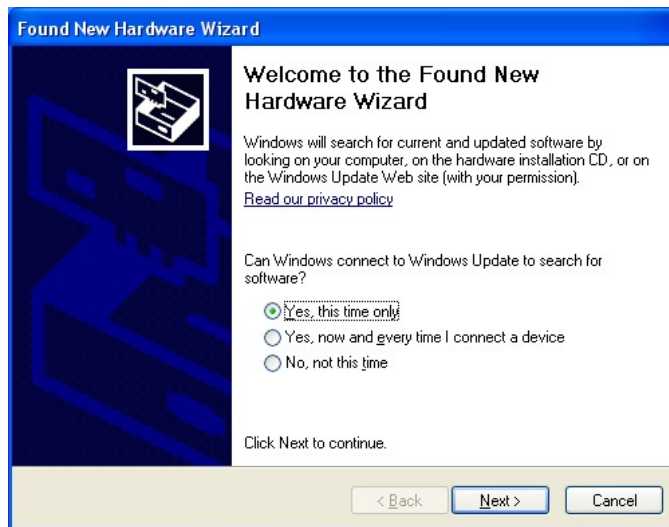 Found New Hardware Wizard
Welcome to the Found New
Hardware Wizard
Windows will search for current and updated software by
looking on your computer, on the hardware installation CD, or on
the Windows Update Web site (with your permission).
Read our privacy policy
Can Windows connect to Windows Update to search for
software?
Yes, this time only
Yes, now and every time I connect a device
No, not this time
Click Next to continue.
< Back
Next >
Cancel